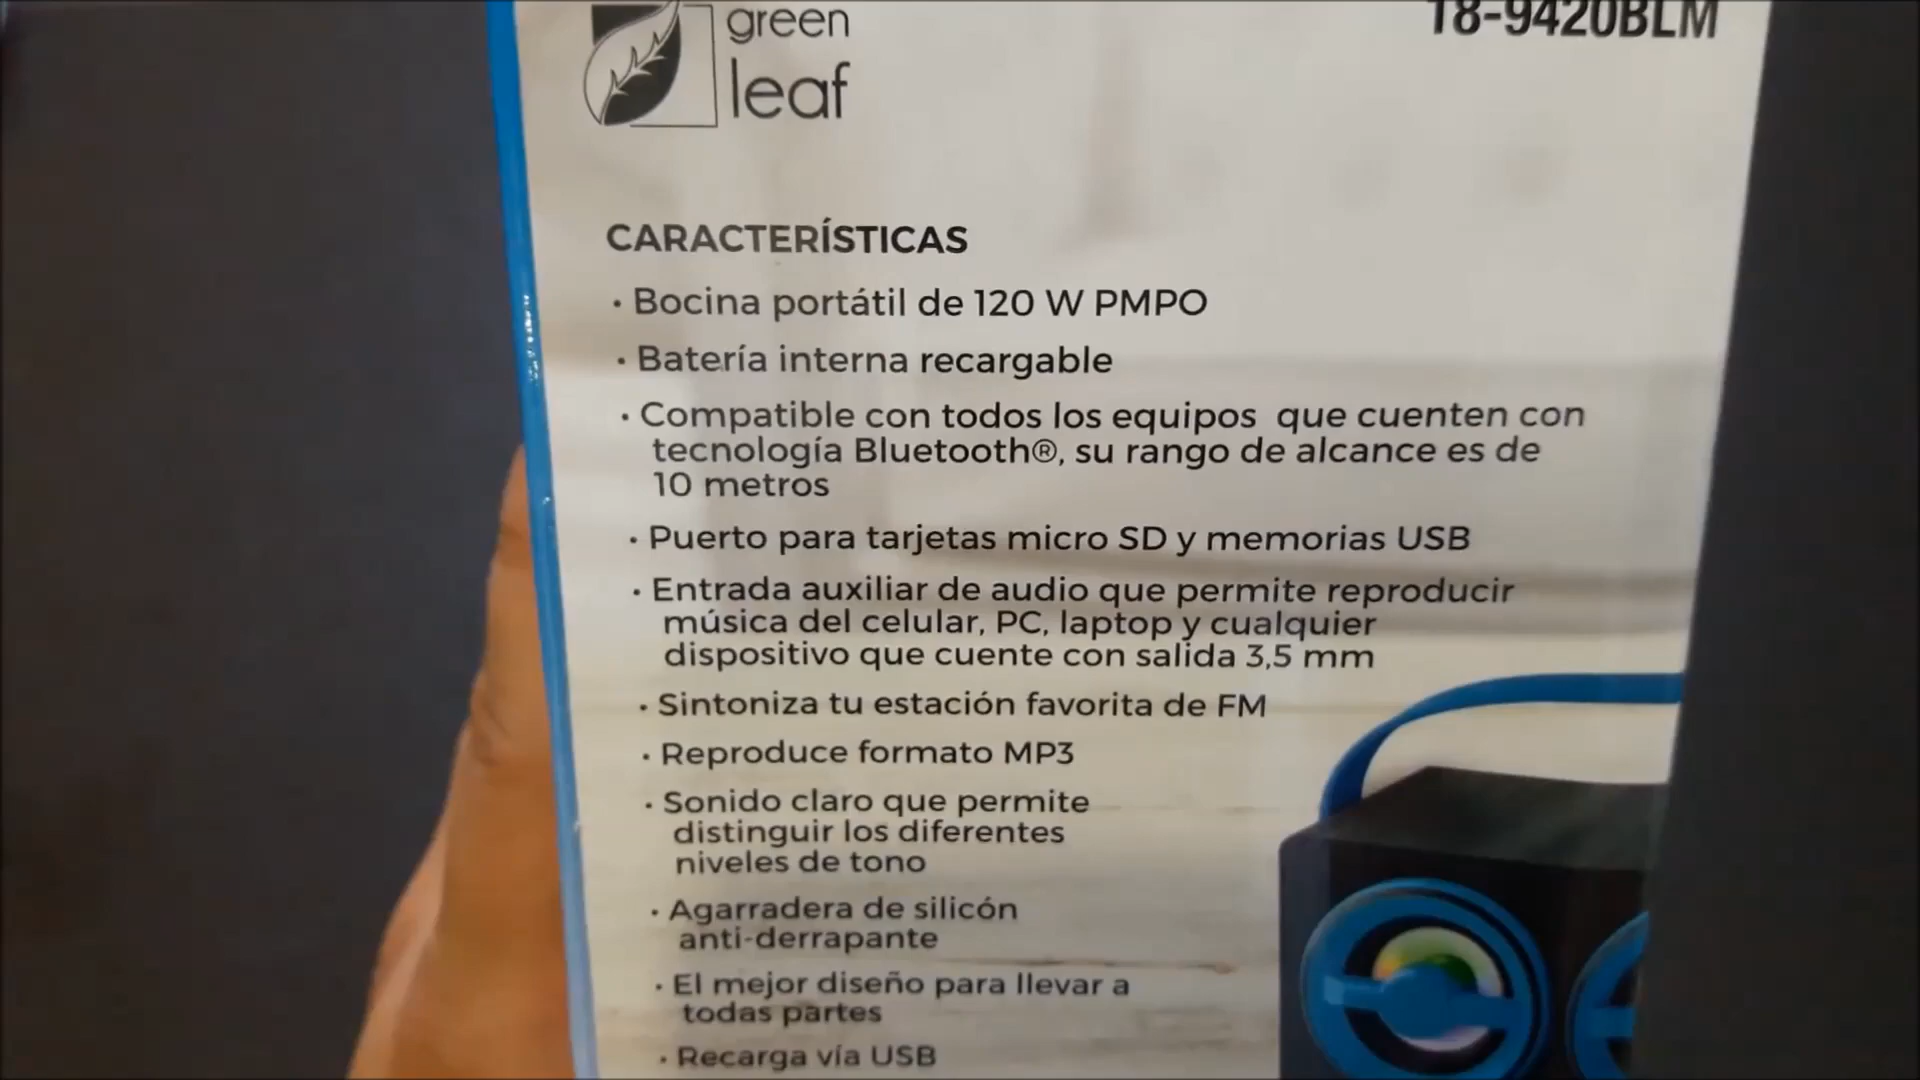 green
leaf
18-9420BLM
CARACTERÍSTICAS
· Bocina portátil de 120 W PMPO
· Batería interna recargable
· Compatible con todos los equipos que cuenten con
tecnología Bluetooth®, su rango de alcance es de
10 metros
· Puerto para tarjetas micro SD y memorias USB
· Entrada auxiliar de audio que permite reproducir
música del celular, PC, laptop y cualquier
dispositivo que cuente con salida 3,5 mm
· Sintoniza tu estación favorita de FM
· Reproduce formato MP3
· Sonido claro que permite
distinguir los diferentes
niveles de tono
· Agarradera de silicón
anti-derrapante
· El mejor diseño para llevar a
todas partes
· Recarga vía USB